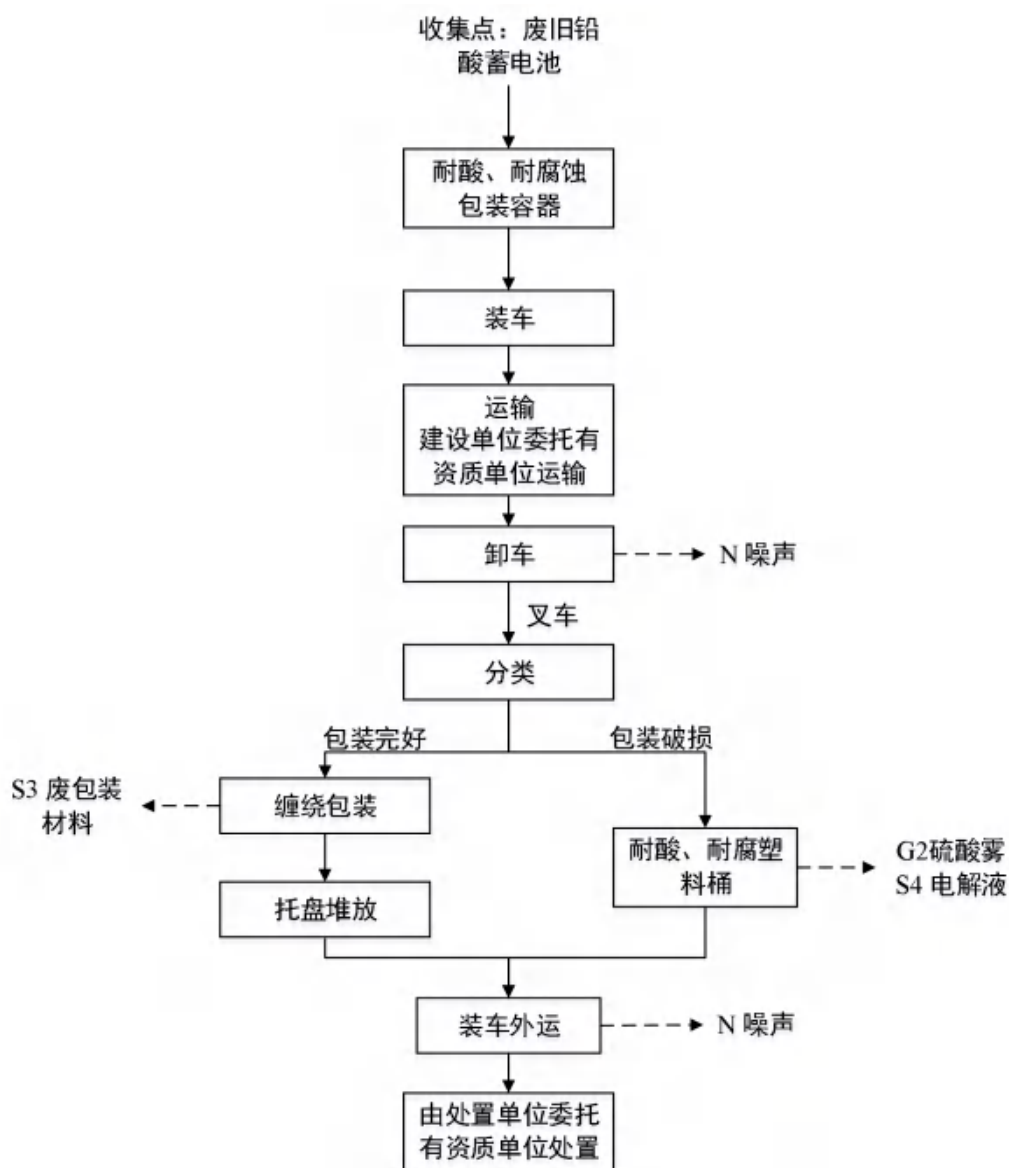 收集点：废旧铅
酸蓄电池
耐酸、耐腐蚀
包装容器
装车
运输
建设单位委托有
资质单位运输
卸车
N 噪声
叉车
分类
包装完好
包装破损
S3 废包装
材料
缠绕包装
耐酸、耐腐塑
料桶
G2硫酸雾
S4 电解液
托盘堆放
装车外运
N 噪声
由处置单位委托
有资质单位处置